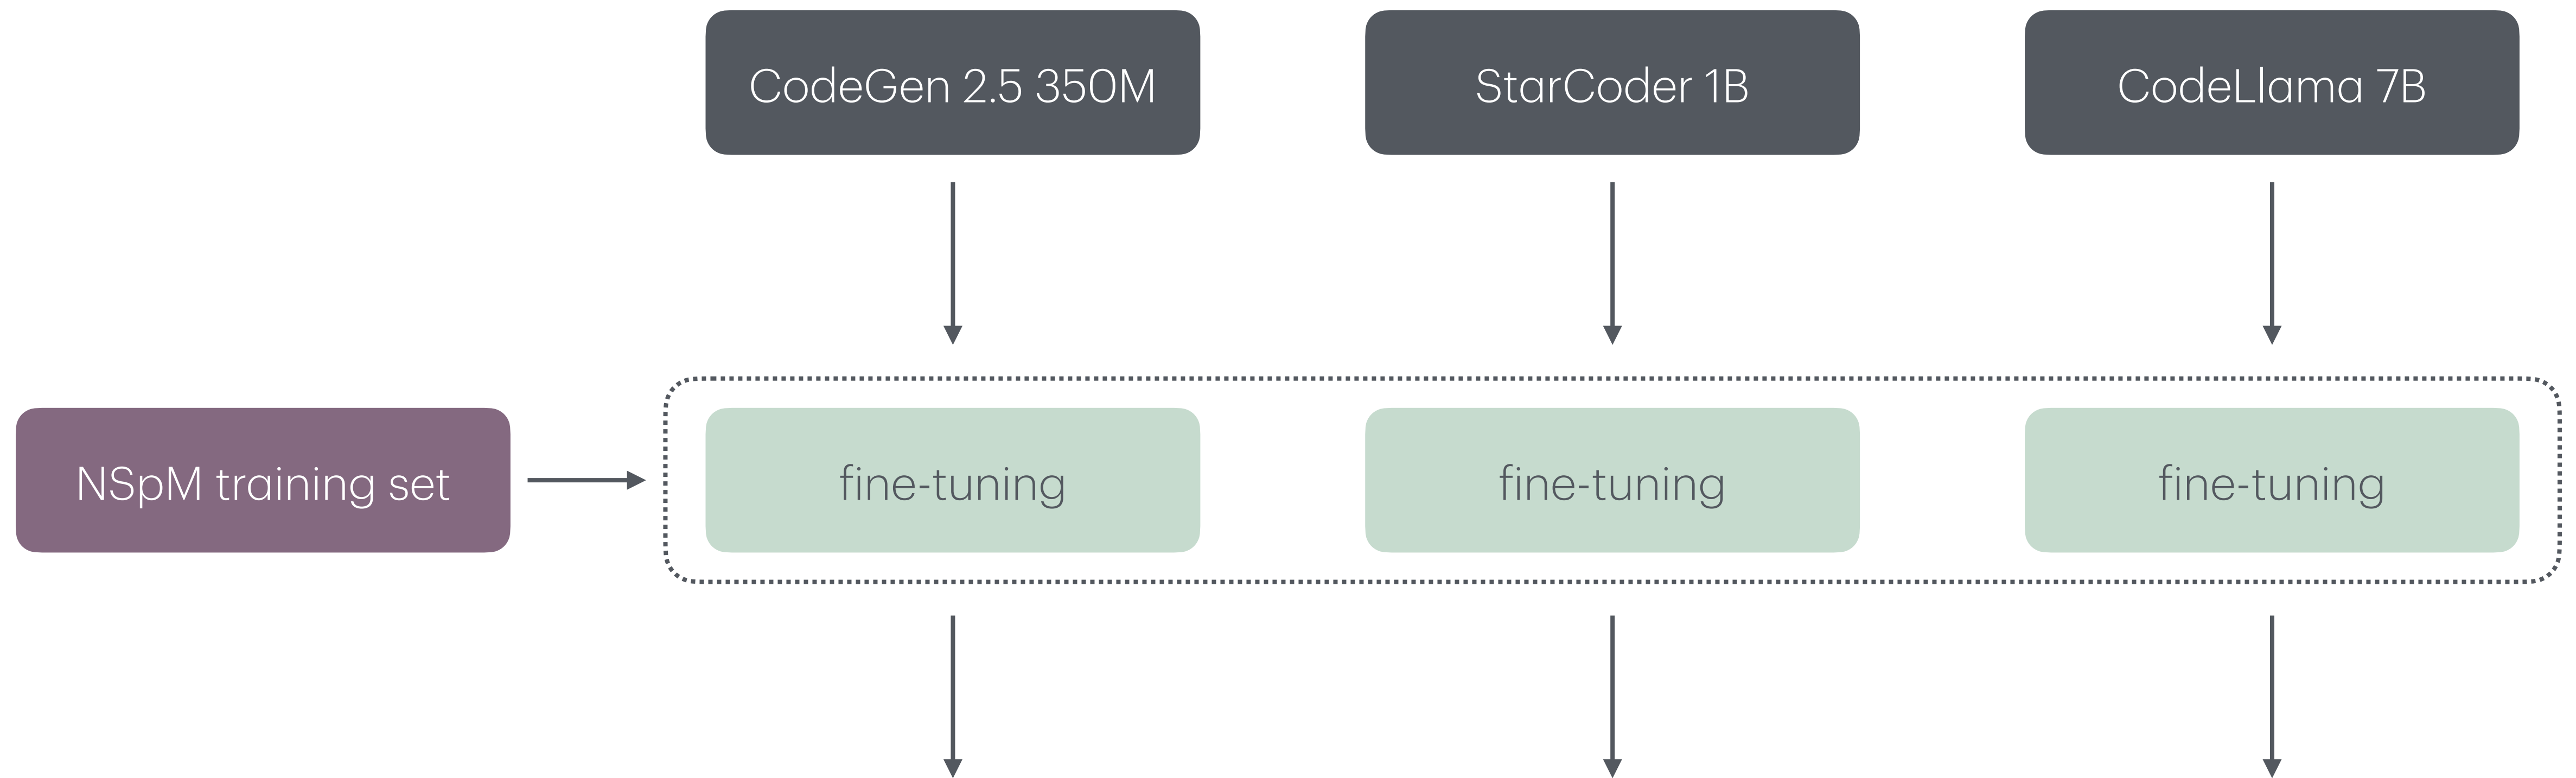 CodeGen 2.5 350M
StarCoder 1B
CodeLlama 7B
NSpM training set
fine-tuning
fine-tuning
fine-tuning